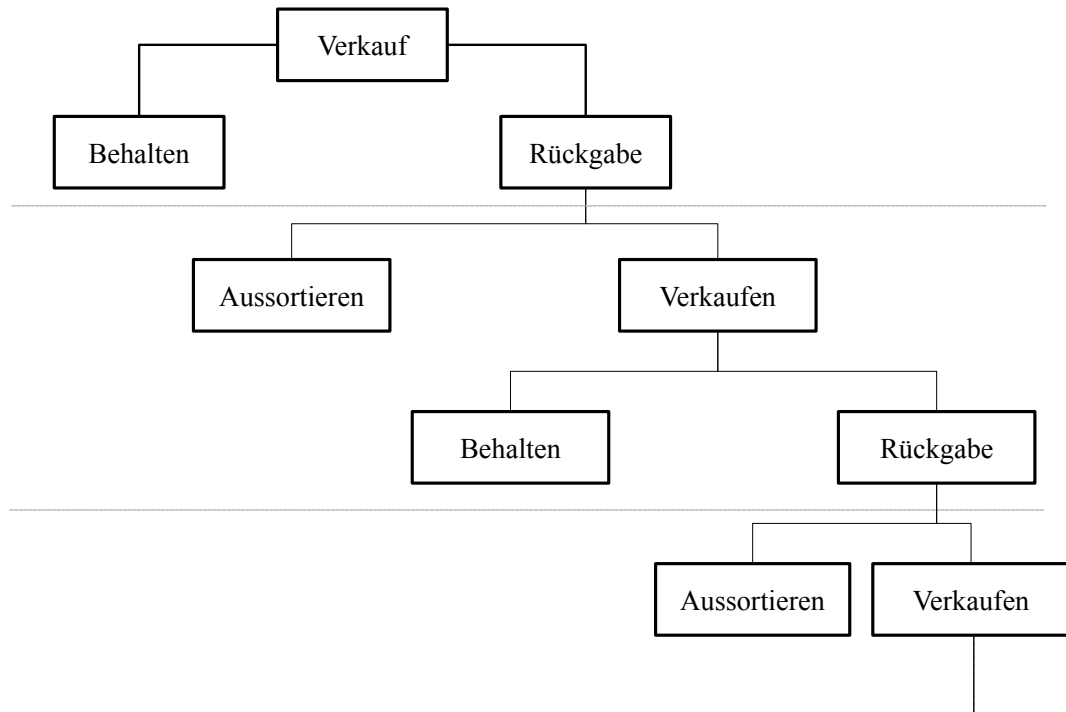 Verkauf
Behalten
Rückgabe
Aussortieren
Verkaufen
Behalten
Rückgabe
Aussortieren
Verkaufen